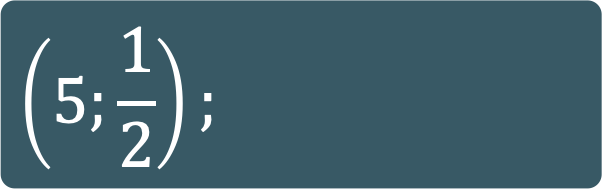 (5; 1/2) ;